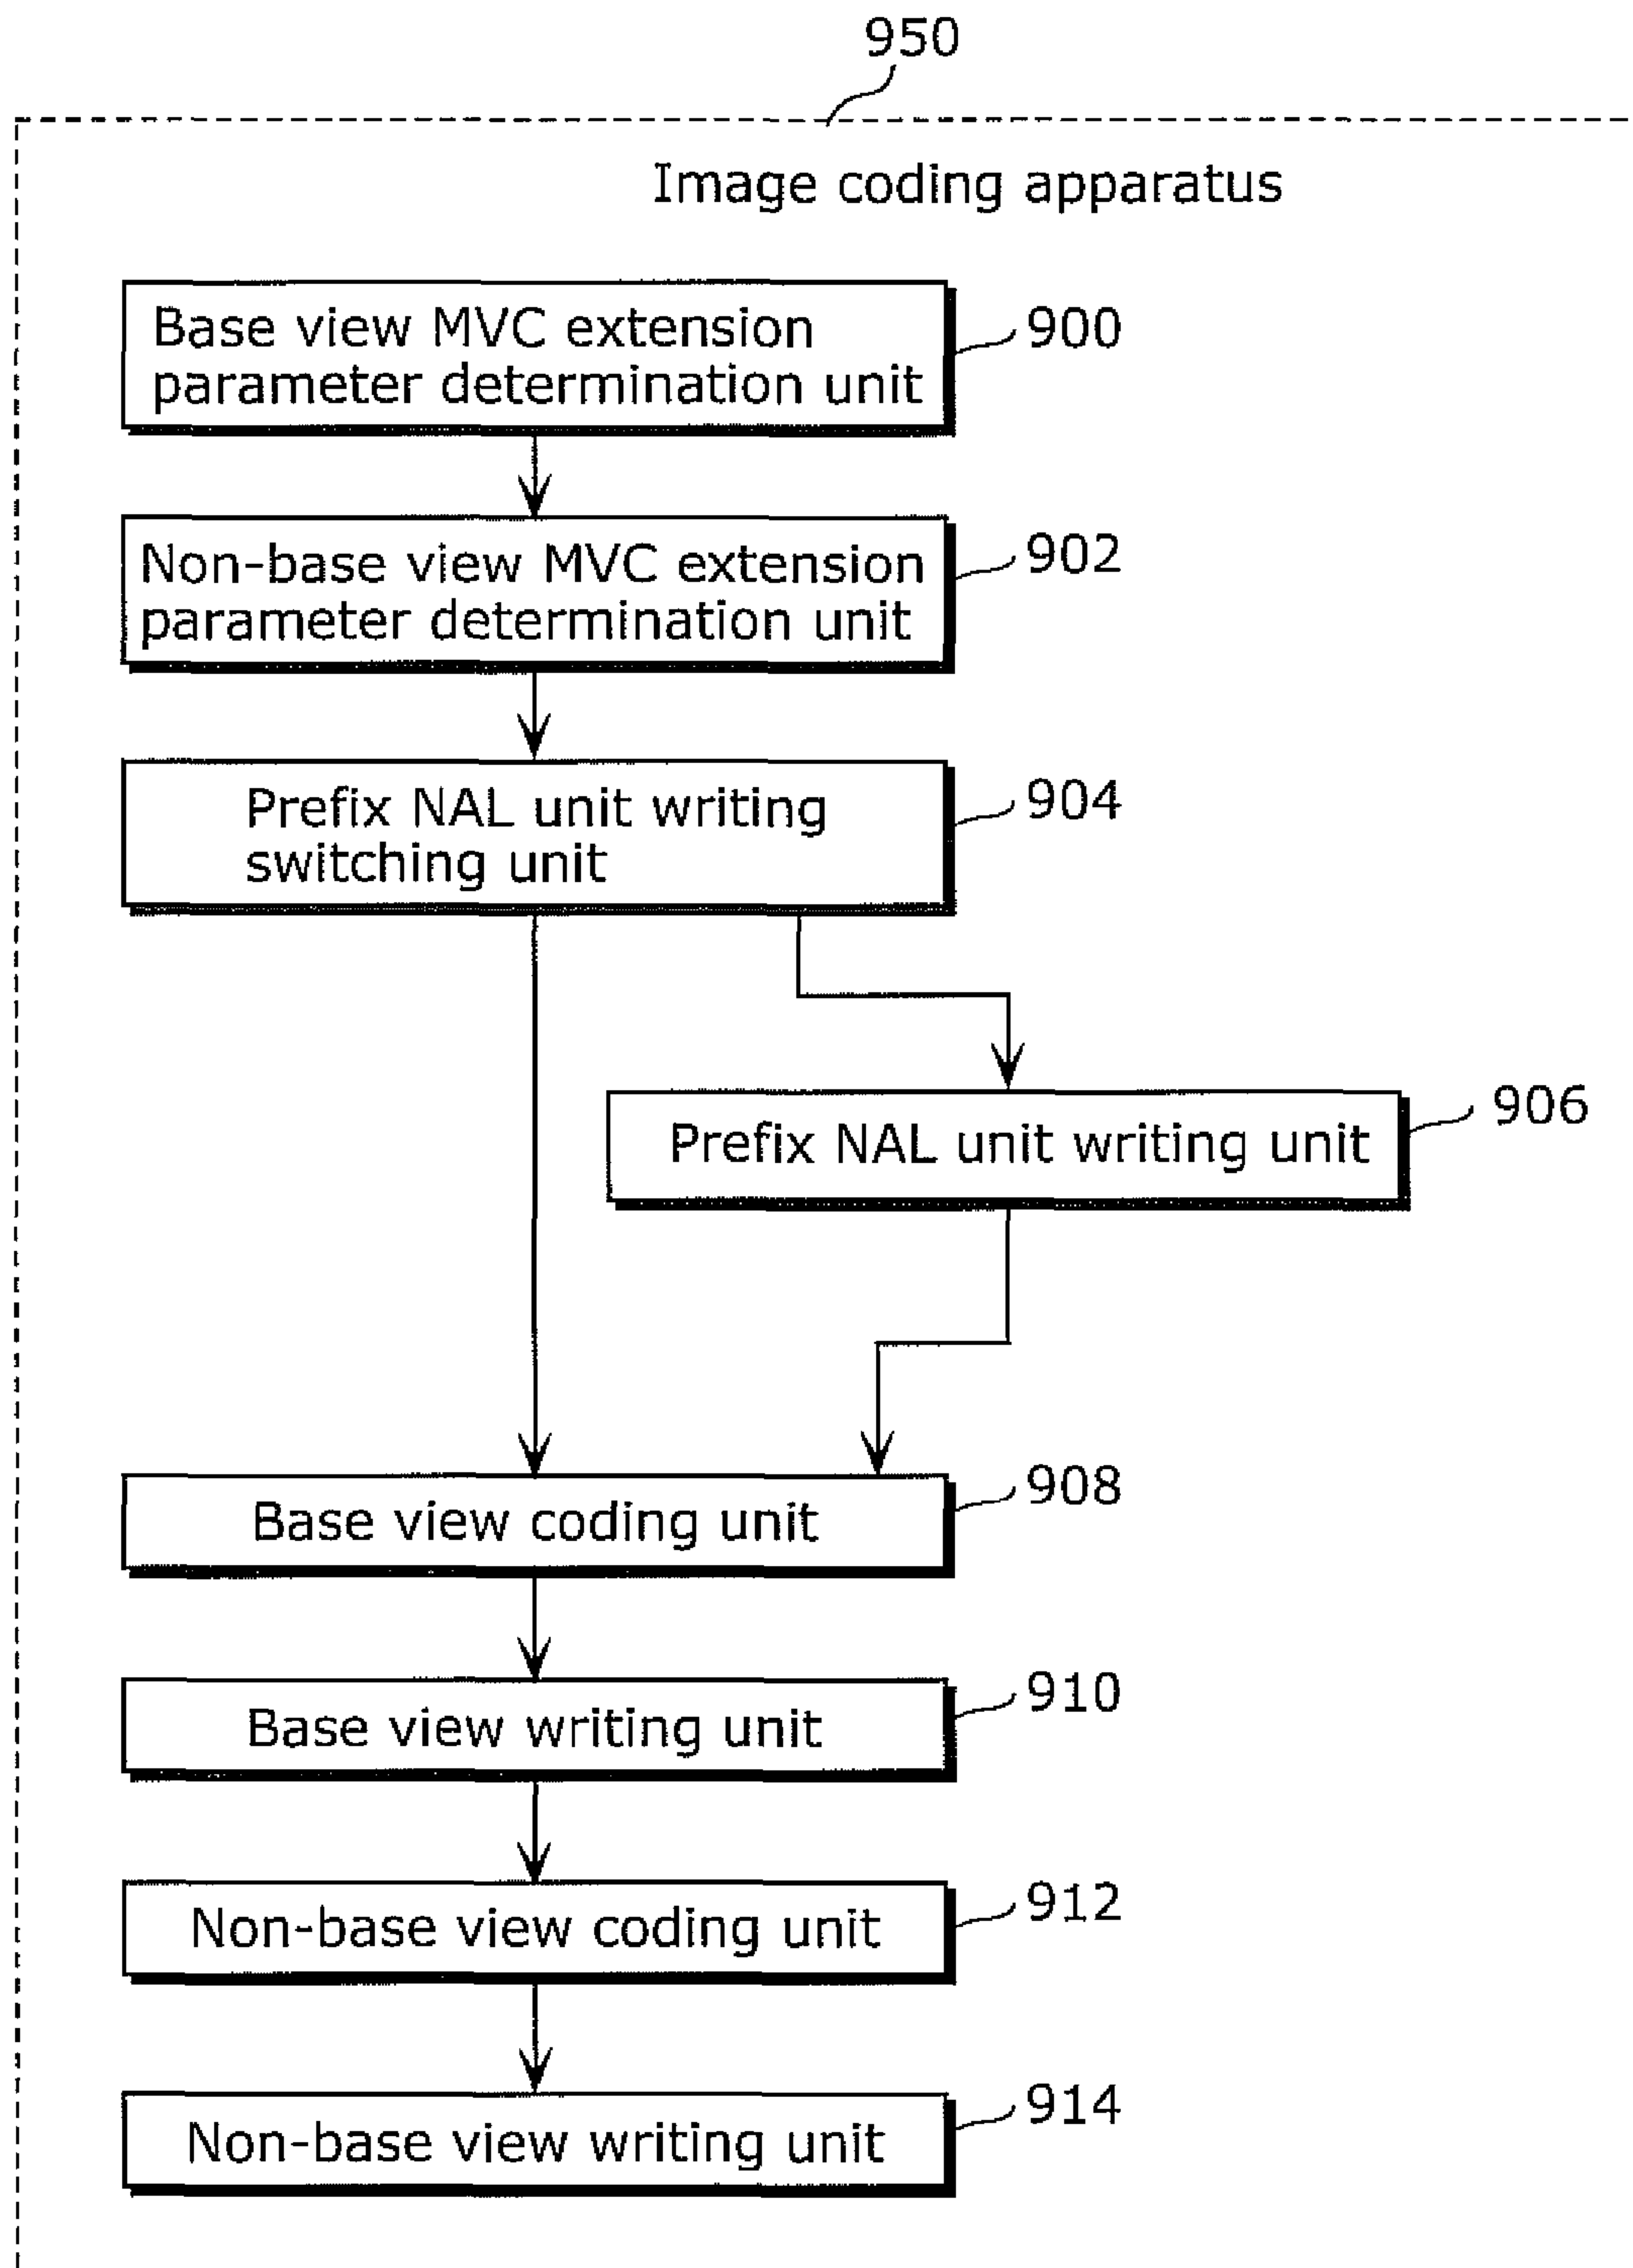 950
Image coding apparatus
Base view MVC extension
parameter determination unit
900
Non-base view MVC extension
parameter determination unit
902
Prefix NAL unit writing
switching unit
904
Prefix NAL unit writing unit
906
Base view coding unit
908
Base view writing unit
910
Non-base view coding unit
912
Non-base view writing unit
914